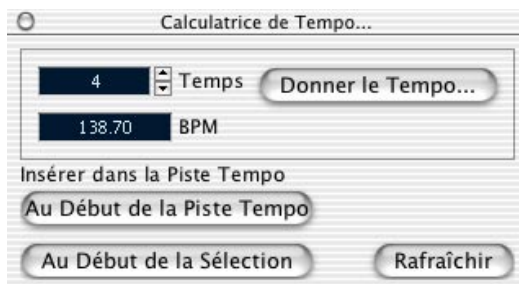 Calculatrice de Tempo...
4 Temps Donner le Tempo...
138.70 BPM
Insérer dans la Piste Tempo
Au Début de la Piste Tempo
Au Début de la Sélection Rafraîchir